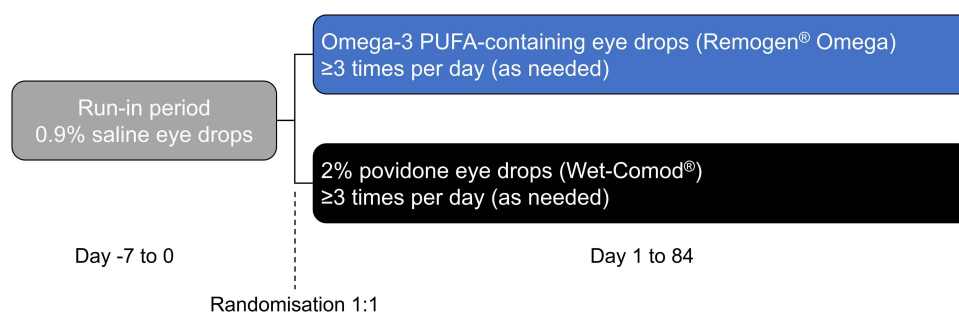 Omega-3 PUFA-containing eye drops (Remogen® Omega)
≥3 times per day (as needed)
Run-in period
0.9% saline eye drops
2% povidone eye drops (Wet-Comod®)
≥3 times per day (as needed)
Day -7 to 0
Day 1 to 84
Randomisation 1:1